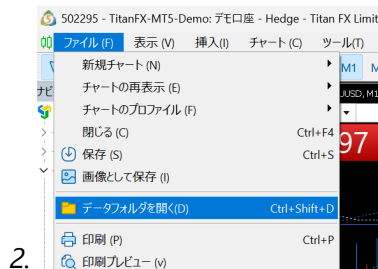 502295 - TitanFX-MT5-Demo: デモ口座 - Hedge - Titan FX Limit
ファイル (F) 表示 (V) 挿入(I) チャート (C) ツール(T)
新規チャート (N)
M1
チャートの再表示 (E)
JUSD, M1
チャートのプロファイル (F)
閉じる (C) Ctrl+F4
97
保存 (S) Ctrl+S
画像として保存 (I)
データフォルダを開く(D) Ctrl+Shift+D
印刷 (P) Ctrl+P
2.
印刷プレビュー (v)